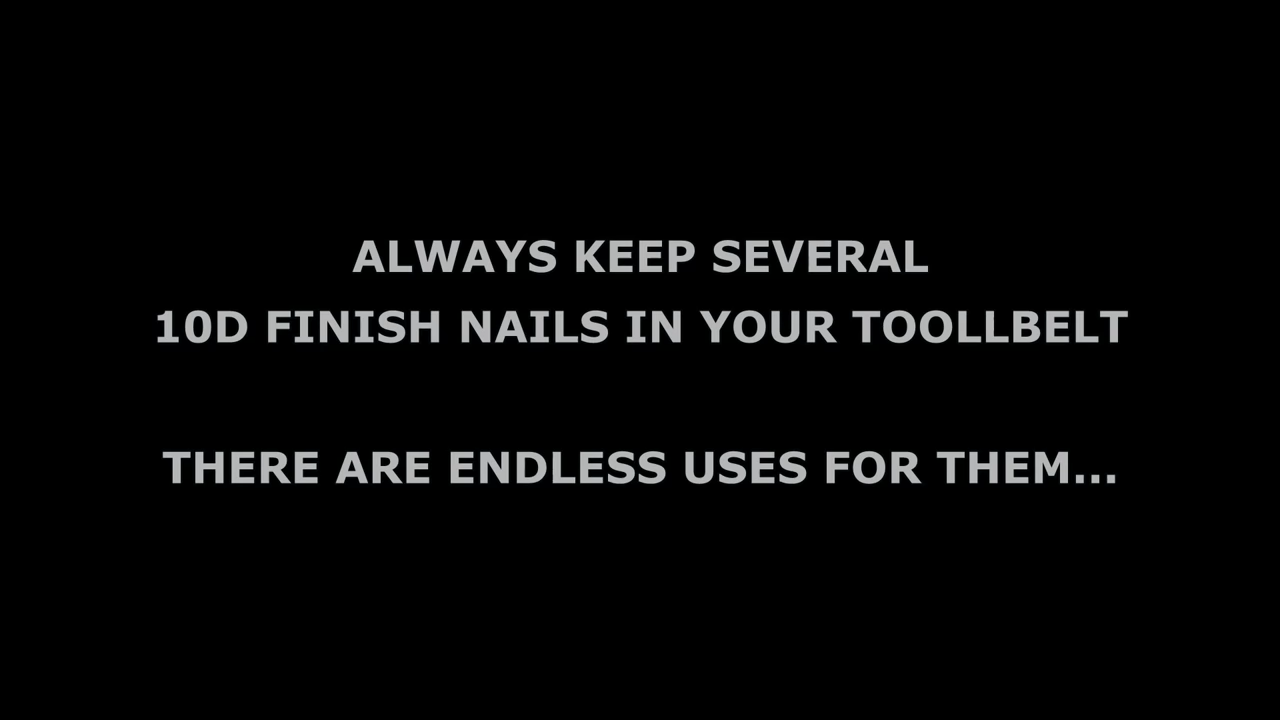 ALWAYS KEEP SEVERAL
10D FINISH NAILS IN YOUR TOOLLBELT
THERE ARE ENDLESS USES FOR THEM...